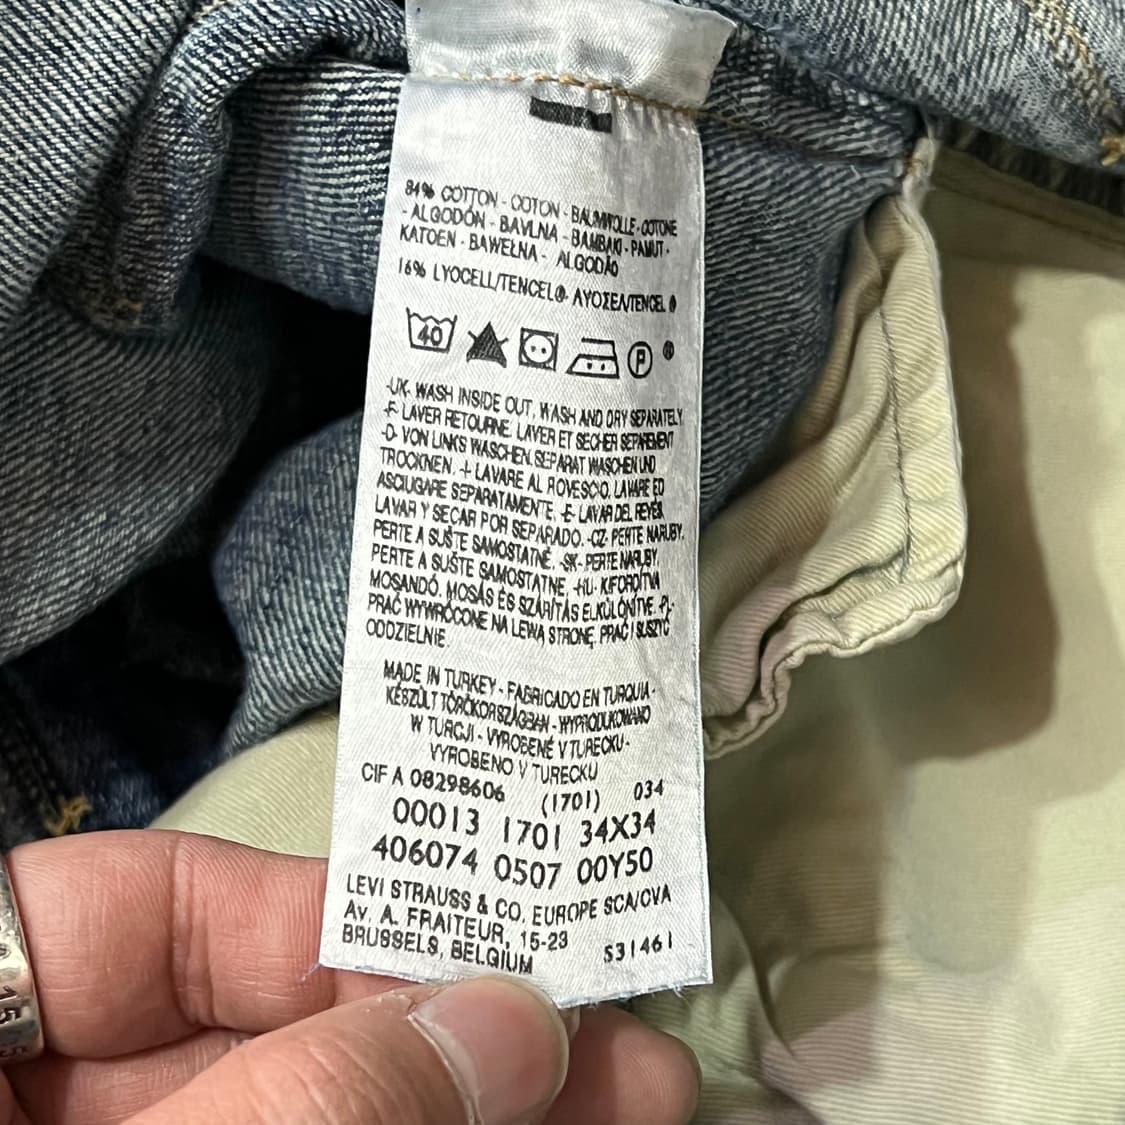 84% COTTON - COTON - BAUMWOLLE - COTONE
- ALGODÓN - BAVLNA - BAMBAKI - PAMUT -
KATOEN - BAWEŁNA - ALGODÃO
16% LYOCELL/TENCEL® - ΛΥΟΣΕΛ/TENCEL ®
40
P
®
-UK- WASH INSIDE OUT, WASH AND DRY SEPARATELY.
-F- LAVER RETOURNE. LAVER ET SECHER SEPAREMENT
-D- VON LINKS WASCHEN. SEPARAT WASCHEN UND
TROCKNEN. -I- LAVARE AL ROVESCIO. LAVARE ED
ASCIUGARE SEPARATAMENTE. -E- LAVAR DEL REVÉS.
LAVAR Y SECAR POR SEPARADO. -CZ- PERTE NARUBY.
PERTE A SUŠTE SAMOSTATNĚ. -SK- PERTE NARUBY.
PERTE A SUŠTE SAMOSTATNE. -HU- KIFORDÍTVA
MOSANDÓ. MOSÁS ÉS SZÁRÍTÁS ELKÜLÖNÍTVE. -PL-
PRAĆ WYWRÓCONE NA LEWĄ STRONĘ. PRAĆ I SUSZYĆ
ODDZIELNIE.
MADE IN TURKEY - FABRICADO EN TURQUIA -
KÉSZÜLT TÖRÖKORSZÁGBAN - WYPRODUKOWANO
W TURCJI - VYROBENÉ V TURECKU -
VYROBENO V TURECKU
CIF A 08298606 (1701) 034
00013 1701 34X34
406074 0507 00Y50
LEVI STRAUSS & CO. EUROPE SCA/CVA
Av. A. FRAITEUR, 15-23
BRUSSELS, BELGIUM S31461
15